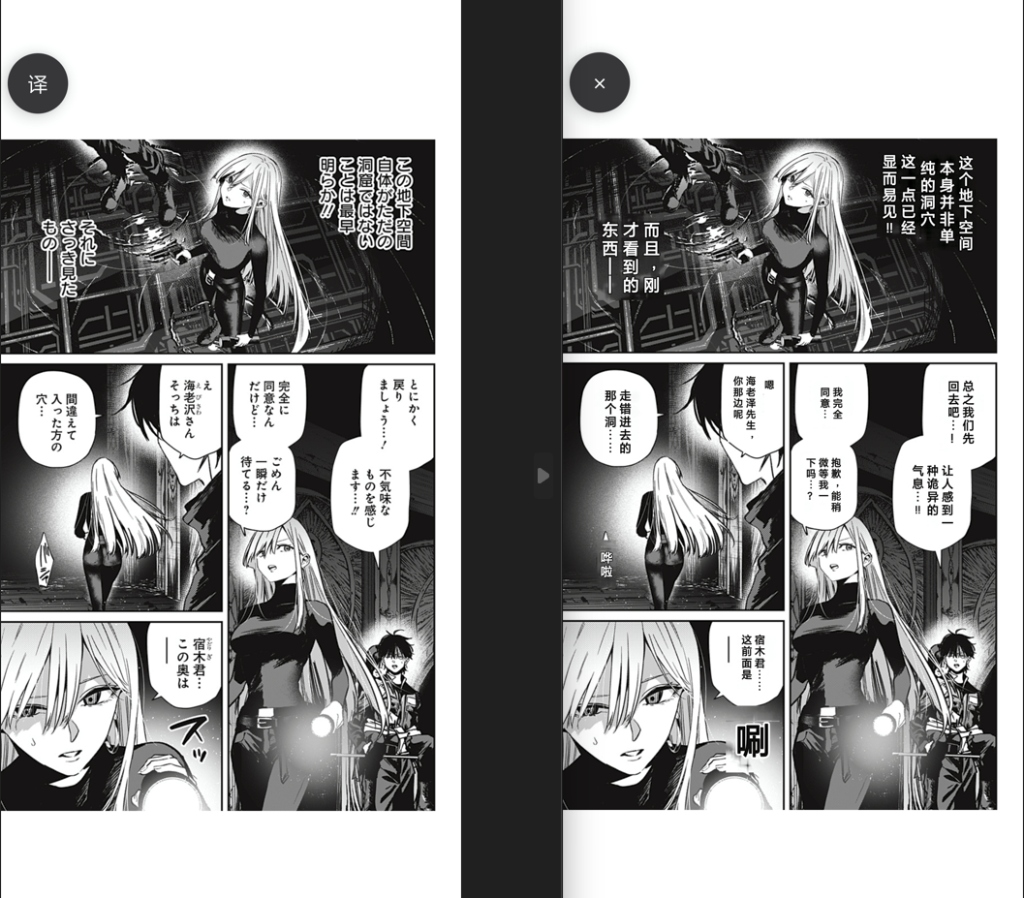 译
この地下空間
自体がただの
洞窟ではない
ことは最早
明らか!!
それに
さっき見た
もの——
とにかく
戻り
ましょう…!
不気味な
ものを感じ
ます…!!
完全に
同意なん
だけど…
ごめん
一瞬だけ
待てる…?
え
海老沢さん
えびさわ
そっちは
間違えて
入った方の
穴…
宿木君…
やどりぎ
この奥は
——
スッ
×
这个地下空间
本身并非单
纯的洞穴
这一点已经
显而易见!!
而且，刚
才看到的
东西——
总之我们先
回去吧…!
让人感到一
种诡异的
气息…!!
我完全
同意…
抱歉，能稍
微等我一
下吗…?
嗯
海老泽先生，
你那边呢
走错进去的
那个洞…
哗啦
宿木君……
这前面是
——
唰